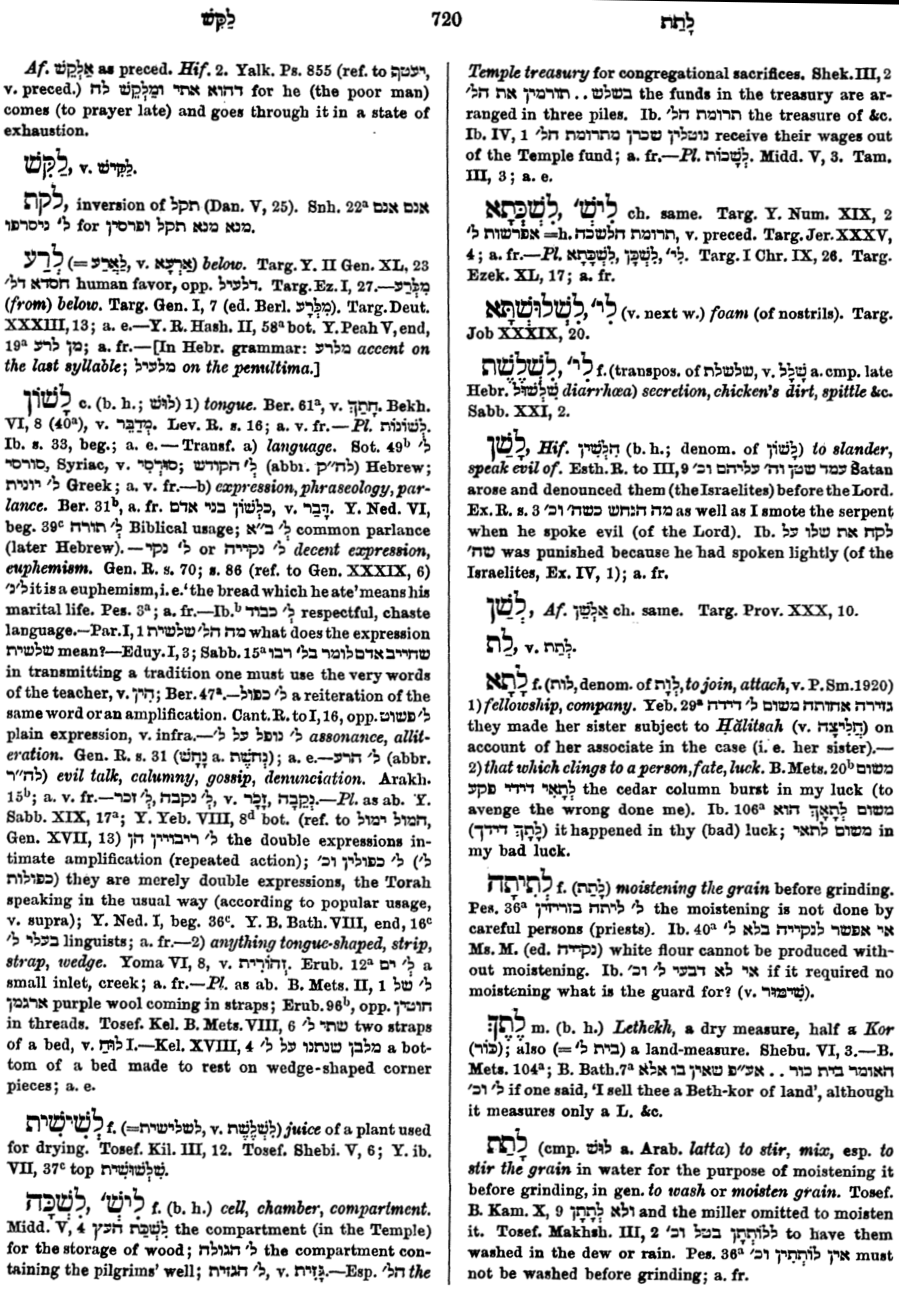 לַקִּשׁ 720 לָתַת
Af. אַלְקֵשׁ as preced. Hif. 2. Yalk. Ps. 855 (ref. to יעטף,
v. preced.) דהוא אתי ומַלְקֵשׁ לח for he (the poor man)
comes (to prayer late) and goes through it in a state of
exhaustion.
לַקִּשׁ, v. לַקִּישׁ.
לקת, inversion of תקל (Dan. V, 25). Snh. 22ᵃ אנם אנם
ל׳ ניסרפו for מנא מנא תקל ופרסין.
לְרַע (=לַאֲרַע, v. אַרְעָא) below. Targ. Y. II Gen. XL, 23
חסדא דל׳ human favor, opp. דלעיל. Targ. Ez. I, 27.—מִלְּרַע
(from) below. Targ. Gen. I, 7 (ed. Berl. מִלְּרָע). Targ. Deut.
XXXIII, 13; a. e.—Y. R. Hash. II, 58ᵃ bot. Y. Peah V, end,
19ᵃ מן לרע; a. fr.—[In Hebr. grammar: מלרע accent on
the last syllable; מלעיל on the penultima.]
לָשׁוֹן c. (b. h.; לוש) 1) tongue. Ber. 61ᵃ, v. חָתַךְ. Bekh.
VI, 8 (40ᵃ), v. מְדַבֵּר. Lev. R. s. 16; a. v. fr.—Pl. לְשׁוֹנוֹת.
Ib. s. 33, beg.; a. e.—Transf. a) language. Sot. 49ᵇ ל׳
סורסי, Syriac, v. סוּרְסִי; ל׳ הקודש (abbr. לה״ק) Hebrew;
ל׳ יונית Greek; a. v. fr.—b) expression, phraseology, par-
lance. Ber. 31ᵇ, a. fr. כִּלְשׁוֹן בני אדם, v. דָּבַר. Y. Ned. VI,
beg. 39ᶜ ל׳ תורה Biblical usage; ל׳ ב״א common parlance
(later Hebrew).—ל׳ נקי or ל׳ נקייה decent expression,
euphemism. Gen. R. s. 70; s. 86 (ref. to Gen. XXXIX, 6)
ל׳ נ׳ it is a euphemism, i. e. ‘the bread which he ate’ means his
marital life. Pes. 3ᵃ; a. fr.—Ib.ᵇ ל׳ כבוד respectful, chaste
language.—Par. I, 1 מה הל׳ שלשית what does the expression
שלשית mean?—Eduy. I, 3; Sabb. 15ᵃ שחייב אדם לומר בל׳ רבו
in transmitting a tradition one must use the very words
of the teacher, v. הִין; Ber. 47ᵃ.—ל׳ כפול a reiteration of the
same word or an amplification. Cant. R. to I, 16, opp. ל׳ פשוט
plain expression, v. infra.—ל׳ נופל על ל׳ assonance, allit-
eration. Gen. R. s. 31 (נָחָשׁ a. נְחֹשֶׁת); a. e.—ל׳ הרע (abbr.
לה״ר) evil talk, calumny, gossip, denunciation. Arakh.
15ᵇ; a. v. fr.—ל׳ נקבה, ל׳ זכר, v. נְקֵבָה, זָכָר.—Pl. as ab. Y.
Sabb. XIX, 17ᵃ; Y. Yeb. VIII, 8ᵈ bot. (ref. to המול ימול,
Gen. XVII, 13) ל׳ ריבויין הן the double expressions in-
timate amplification (repeated action); ל׳ כפולין וכ׳ (ל׳
כפולות) they are merely double expressions, the Torah
speaking in the usual way (according to popular usage,
v. supra); Y. Ned. I, beg. 36ᶜ. Y. B. Bath. VIII, end, 16ᶜ
בעלי ל׳ linguists; a. fr.—2) anything tongue-shaped, strip,
strap, wedge. Yoma VI, 8, v. זְהוֹרִית. Erub. 12ᵃ ל׳ ים a
small inlet, creek; a. fr.—Pl. as ab. B. Mets. II, 1 ל׳ של
ארגמן purple wool coming in straps; Erub. 96ᵇ, opp. חוטין
in threads. Tosef. Kel. B. Mets. VIII, 6 שתי ל׳ two straps
of a bed, v. לוּחַ I.—Kel. XVIII, 4 מלבן שנתנו על ל׳ a bot-
tom of a bed made to rest on wedge-shaped corner
pieces; a. e.
לְשִׁישִׁית f. (=לשלישית, v. לִשְׁלֶשֶׁת) juice of a plant used
for drying. Tosef. Kil. III, 12. Tosef. Shebi. V, 6; Y. ib.
VII, 37ᶜ top שִׁלְשׁוּשִׁית.
לִשְׁכָּה, לִישְׁ׳ f. (b. h.) cell, chamber, compartment.
Midd. V, 4 לִשְׁכַּת העץ the compartment (in the Temple)
for the storage of wood; ל׳ הגולה the compartment con-
taining the pilgrims' well; ל׳ הגזית, v. גָּזִית.—Esp. הל׳ the
Temple treasury for congregational sacrifices. Shek. III, 2
בשלש .. תורמין את הל׳ the funds in the treasury are ar-
ranged in three piles. Ib. תרומת הל׳ the treasure of &c.
Ib. IV, 1 נוטלין שכרן מתרומת הל׳ receive their wages out
of the Temple fund; a. fr.—Pl. לְשָׁכוֹת. Midd. V, 3. Tam.
III, 3; a. e.
לִשְׁכְּתָא, לִישְׁ׳ ch. same. Targ. Y. Num. XIX, 2
אפרשות ל׳ =h. תרומת הלשכה, v. preced. Targ. Jer. XXXV,
4; a. fr.—Pl. לִשְׁכָּן, לִשְׁכָּתָא, לִי׳. Targ. I Chr. IX, 26. Targ.
Ezek. XL, 17; a. fr.
לִשְׁלוּשְׁתָּא, לִי׳ (v. next w.) foam (of nostrils). Targ.
Job XXXIX, 20.
לִשְׁלֶשֶׁת, לִי׳ f. (transpos. of שלשלת, v. שָׁלַל a. cmp. late
Hebr. שִׁלְשׁוּל diarrhœa) secretion, chicken's dirt, spittle &c.
Sabb. XXI, 2.
לָשַׁן, Hif. הִלְשִׁין (b. h.; denom. of לָשׁוֹן) to slander,
speak evil of. Esth. R. to III, 9 עמד שטן וה׳ עליהם וכ׳ Satan
arose and denounced them (the Israelites) before the Lord.
Ex. R. s. 3 מה הנחש כשה׳ וכ׳ as well as I smote the serpent
when he spoke evil (of the Lord). Ib. לקה את שלו על
שה׳ was punished because he had spoken lightly (of the
Israelites, Ex. IV, 1); a. fr.
לְשַׁן, Af. אַלְשֵׁן ch. same. Targ. Prov. XXX, 10.
לַת, v. לתת.
לָתָא f. (לות, denom. of לְוָת, to join, attach, v. P. Sm. 1920)
1) fellowship, company. Yeb. 29ᵃ גזירה אחותה משום ל׳ דידה
they made her sister subject to Ḥălitsah (v. חֲלִיצָה) on
account of her associate in the case (i. e. her sister).—
2) that which clings to a person, fate, luck. B. Mets. 20ᵇ משום
לָתָאי דידי פקע the cedar column burst in my luck (to
avenge the wrong done me). Ib. 106ᵃ משום לָתָאָךְ הוא
(לָתָךְ דידך) it happened in thy (bad) luck; משום לתאי in
my bad luck.
לְתִיתָה f. (לָתַת) moistening the grain before grinding.
Pes. 36ᵃ ל׳ ליתה בזריזין the moistening is not done by
careful persons (priests). Ib. 40ᵃ אי אפשר לנקייה בלא ל׳
Ms. M. (ed. נקייה) white flour cannot be produced with-
out moistening. Ib. אי לא דבעי ל׳ וכ׳ if it required no
moistening what is the guard for? (v. שִׁימּוּר).
לֶתֶךְ m. (b. h.) Lethekh, a dry measure, half a Kor
(כּוֹר); also (=בית ל׳) a land-measure. Shebu. VI, 3.—B.
Mets. 104ᵃ; B. Bath. 7ᵃ האומר בית כור .. אע״פ שאין בו אלא
ל׳ וכ׳ if one said, ‘I sell thee a Beth-kor of land’, although
it measures only a L. &c.
לָתַת (cmp. לוש a. Arab. latta) to stir, mix, esp. to
stir the grain in water for the purpose of moistening it
before grinding, in gen. to wash or moisten grain. Tosef.
B. Kam. X, 9 ולא לְתָתָן and the miller omitted to moisten
it. Tosef. Makhsh. III, 2 לְלוֹתְתָן בטל וכ׳ to have them
washed in the dew or rain. Pes. 36ᵃ אין לוֹתְתִין וכ׳ must
not be washed before grinding; a. fr.